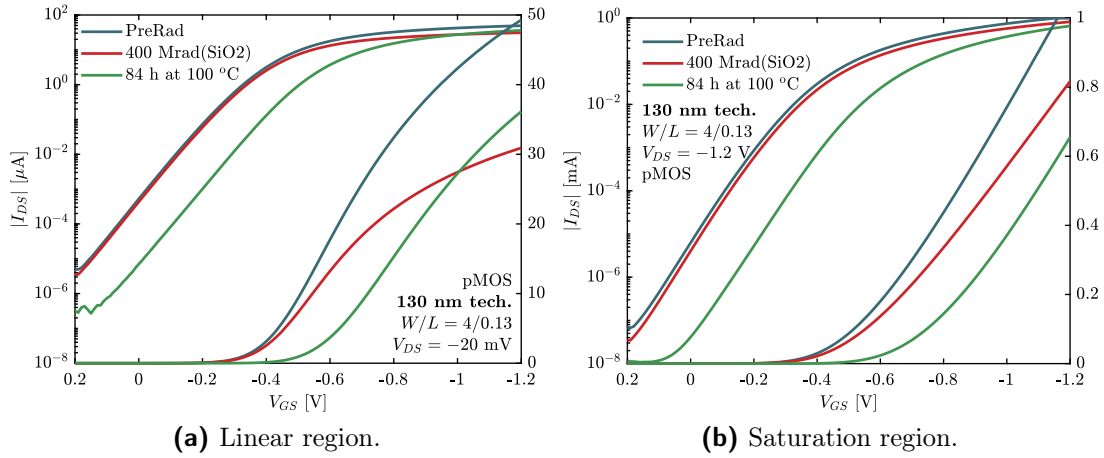 PreRad
400 Mrad(SiO2)
84 h at 100 °C
pMOS
130 nm tech.
W/L = 4/0.13
V_DS = −20 mV
|I_DS| [μA]
10^2
10^0
10^-2
10^-4
10^-6
10^-8
50
40
30
20
10
0
0.2 0 -0.2 -0.4 -0.6 -0.8 -1 -1.2
V_GS [V]
(a) Linear region.
PreRad
400 Mrad(SiO2)
84 h at 100 °C
130 nm tech.
W/L = 4/0.13
V_DS = −1.2 V
pMOS
|I_DS| [mA]
10^0
10^-2
10^-4
10^-6
10^-8
1
0.8
0.6
0.4
0.2
0
0.2 0 -0.2 -0.4 -0.6 -0.8 -1 -1.2
V_GS [V]
(b) Saturation region.